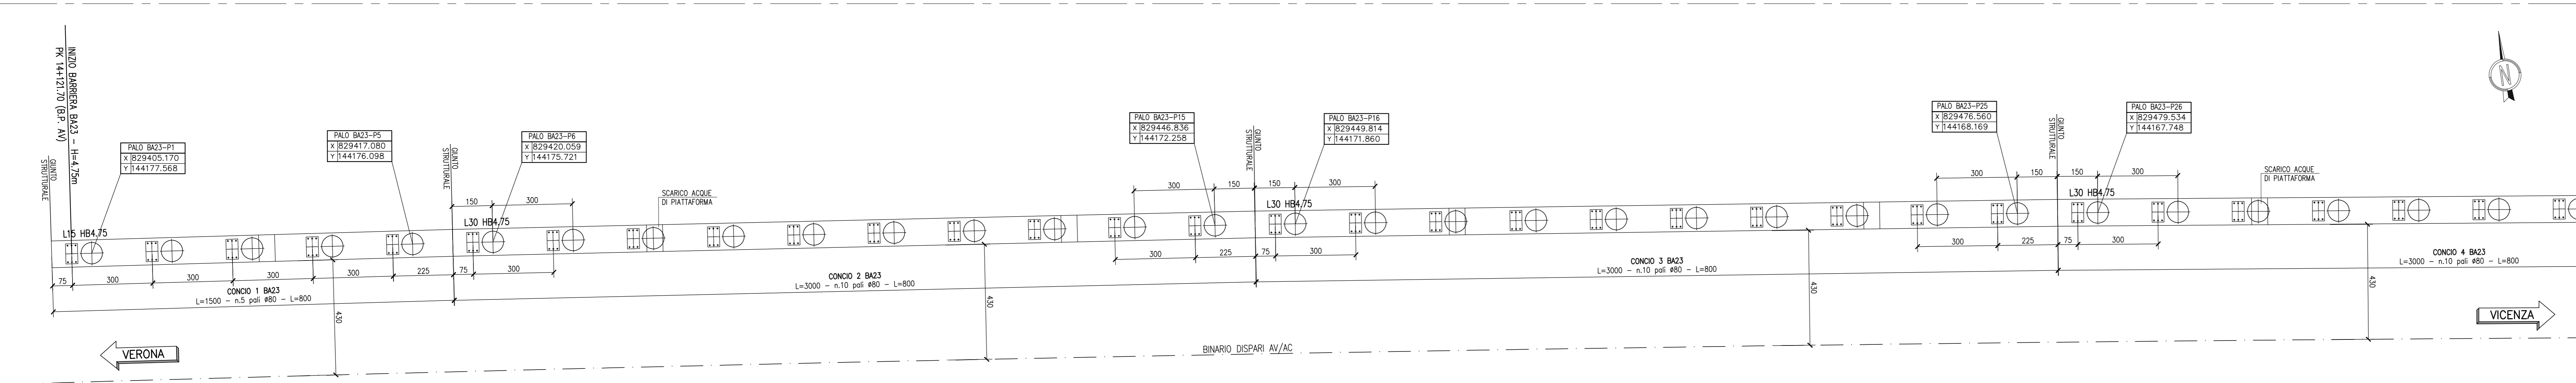 INIZIO BARRIERA BA23 - H=4.75m
PK 14+121.70 (B.P. AV)
GIUNTO
STRUTTURALE
PALO BA23-P1
X 829405.170
Y 144177.568
PALO BA23-P5
X 829417.080
Y 144176.098
GIUNTO
STRUTTURALE
PALO BA23-P6
X 829420.059
Y 144175.721
SCARICO ACQUE
DI PIATTAFORMA
PALO BA23-P15
X 829446.836
Y 144172.258
GIUNTO
STRUTTURALE
PALO BA23-P16
X 829449.814
Y 144171.860
PALO BA23-P25
X 829476.560
Y 144168.169
GIUNTO
STRUTTURALE
PALO BA23-P26
X 829479.534
Y 144167.748
SCARICO ACQUE
DI PIATTAFORMA
N
150 300
300 150 150 300
300 150 150 300
L15 HB4,75
L30 HB4,75
L30 HB4,75
L30 HB4,75
75 300 300 300 300 225 75 300
300 225 75 300
300 225 75 300
CONCIO 1 BA23
L=1500 - n.5 pali ø80 - L=800
CONCIO 2 BA23
L=3000 - n.10 pali ø80 - L=800
CONCIO 3 BA23
L=3000 - n.10 pali ø80 - L=800
CONCIO 4 BA23
L=3000 - n.10 pali ø80 - L=800
430
430
430
430
VERONA
BINARIO DISPARI AV/AC
VICENZA